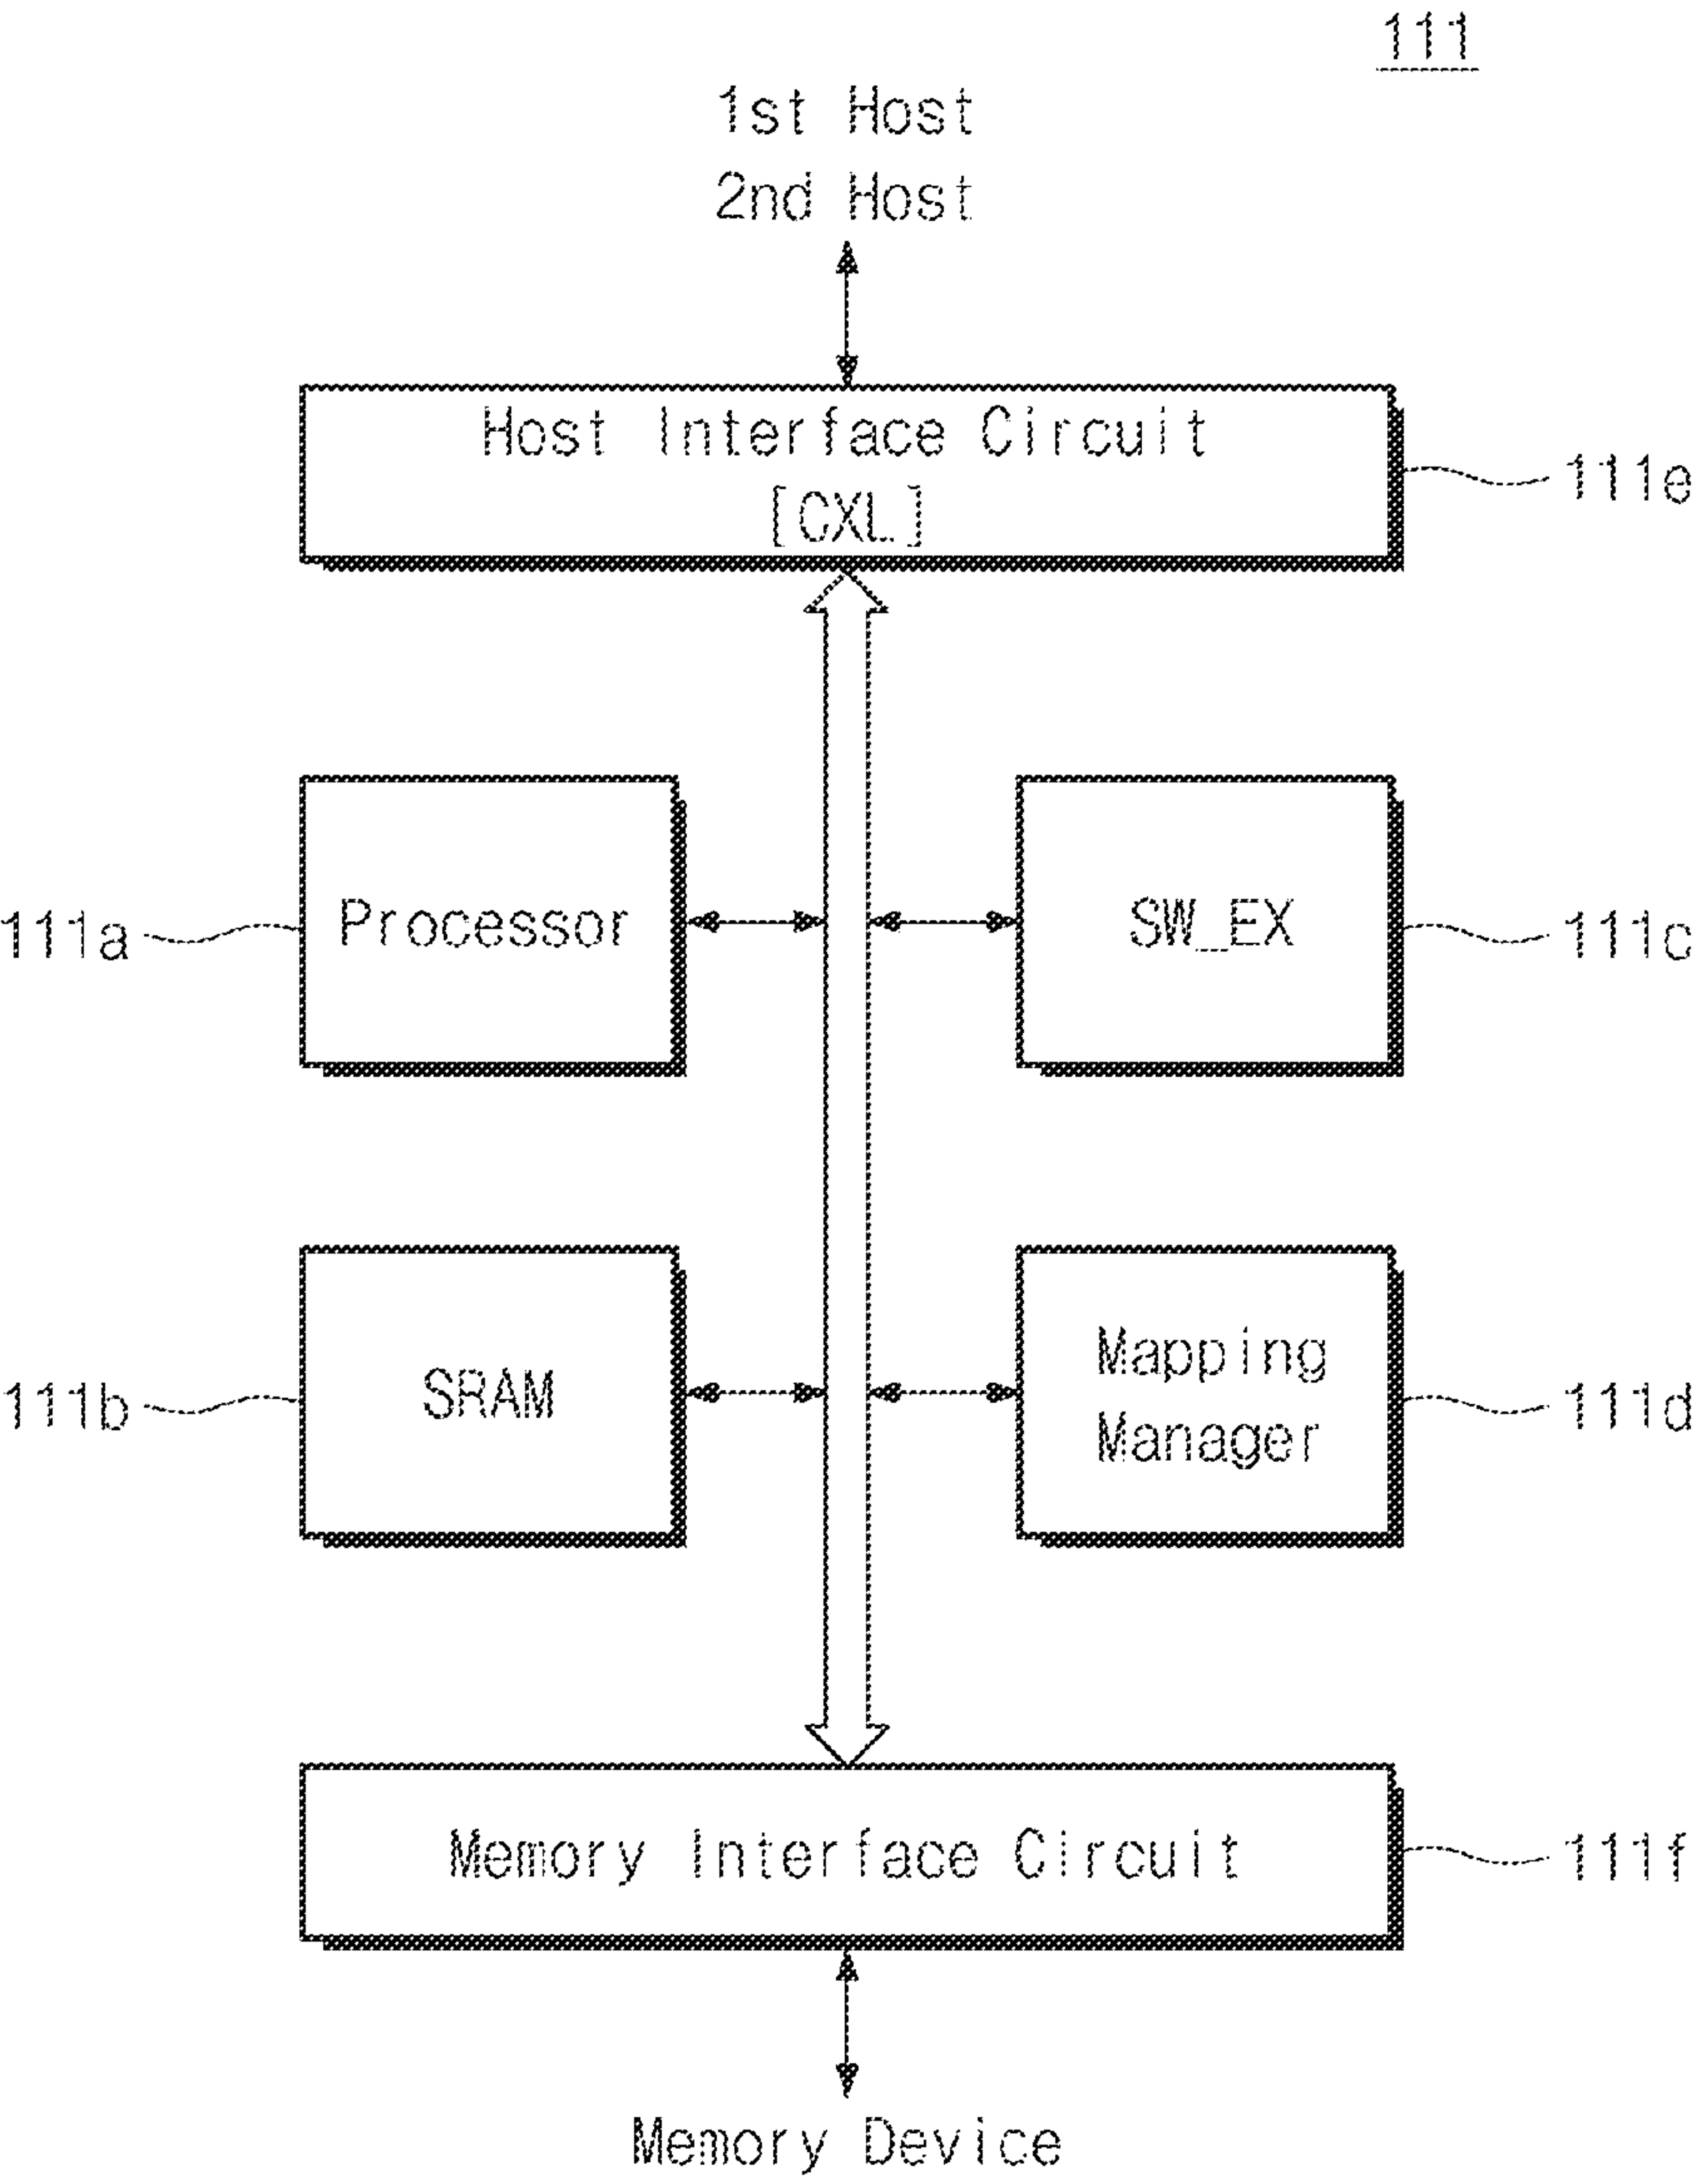 111
1st Host
2nd Host
Host Interface Circuit
[CXL]
111e
111a
Processor
SW_EX
111c
111b
SRAM
Mapping
Manager
111d
Memory Interface Circuit
111f
Memory Device